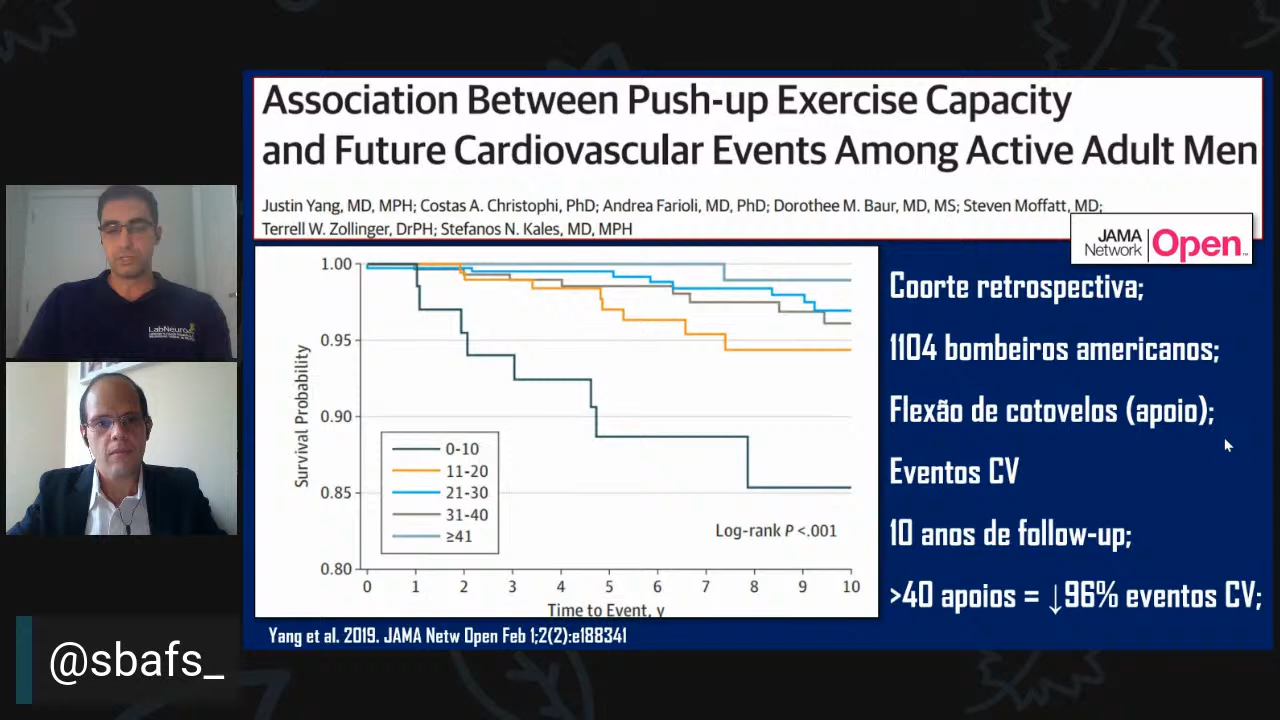 Association Between Push-up Exercise Capacity
and Future Cardiovascular Events Among Active Adult Men
Justin Yang, MD, MPH; Costas A. Christophi, PhD; Andrea Farioli, MD, PhD; Dorothee M. Baur, MD, MS; Steven Moffatt, MD;
Terrell W. Zollinger, DrPH; Stefanos N. Kales, MD, MPH
JAMA
Network
Open
LabNeuro
1.00
0.95
0.90
0.85
0.80
Survival Probability
0-10
11-20
21-30
31-40
≥41
Log-rank P <.001
0 1 2 3 4 5 6 7 8 9 10
Time to Event, y
Coorte retrospectiva;
1104 bombeiros americanos;
Flexão de cotovelos (apoio);
Eventos CV
10 anos de follow-up;
>40 apoios = ↓96% eventos CV;
Yang et al. 2019. JAMA Netw Open Feb 1;2(2):e188341
@sbafs_